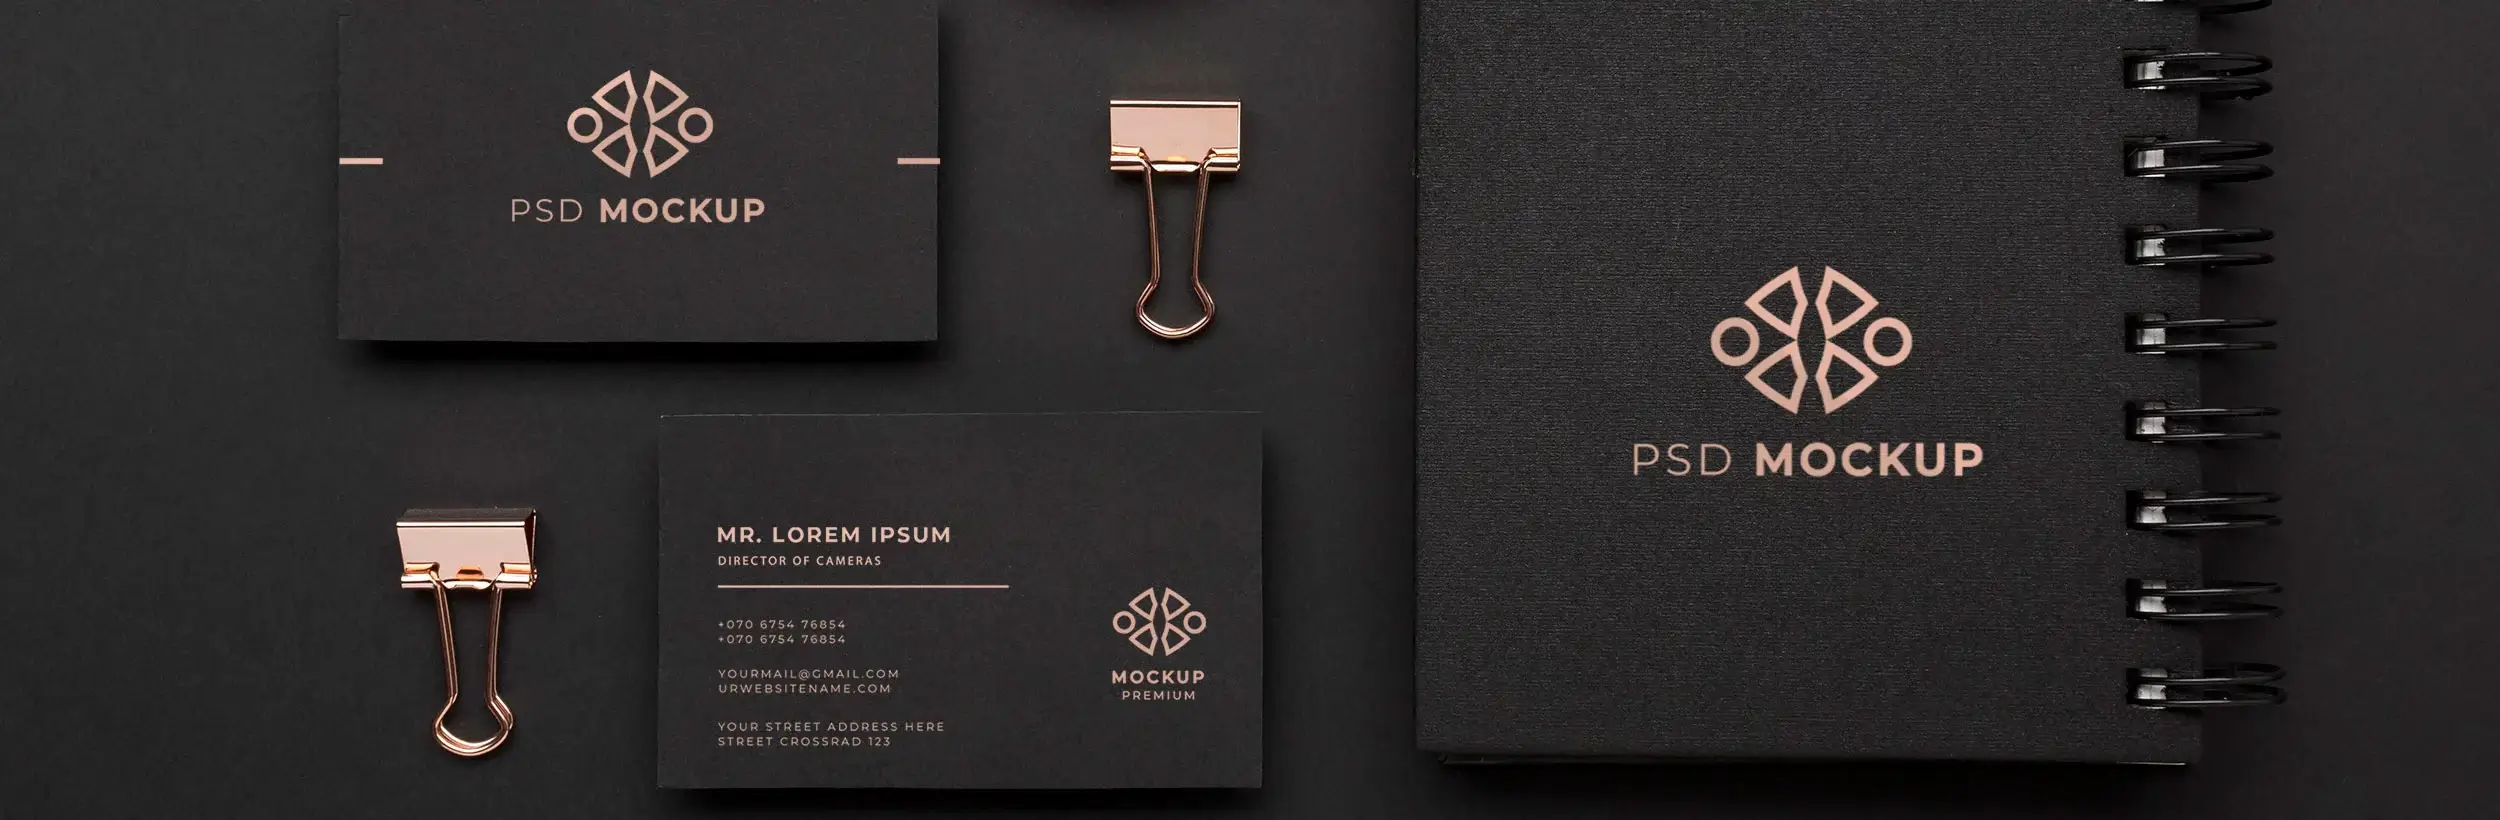 PSD MOCKUP
MR. LOREM IPSUM
DIRECTOR OF CAMERAS
+070 6754 76854
+070 6754 76854
YOURMAIL@GMAIL.COM
URWEBSITENAME.COM
YOUR STREET ADDRESS HERE
STREET CROSSRAD 123
MOCKUP
PREMIUM
PSD MOCKUP